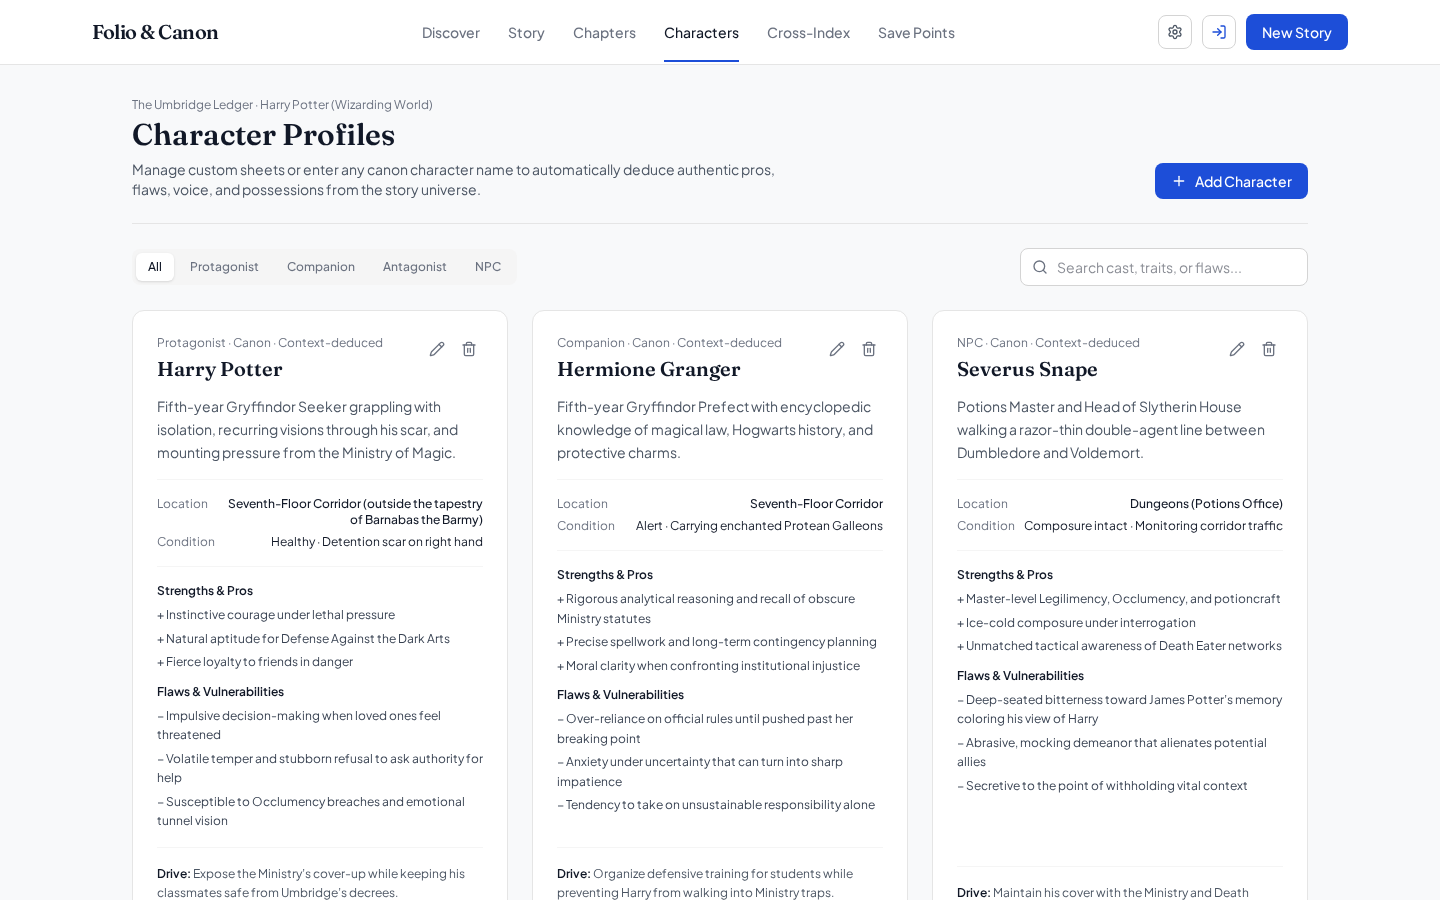 Folio & Canon
Discover
Story
Chapters
Characters
Cross-Index
Save Points
New Story
The Umbridge Ledger · Harry Potter (Wizarding World)
Character Profiles
Manage custom sheets or enter any canon character name to automatically deduce authentic pros,
flaws, voice, and possessions from the story universe.
Add Character
All
Protagonist
Companion
Antagonist
NPC
Search cast, traits, or flaws...
Protagonist · Canon · Context-deduced
Harry Potter
Fifth-year Gryffindor Seeker grappling with
isolation, recurring visions through his scar, and
mounting pressure from the Ministry of Magic.
Location
Seventh-Floor Corridor (outside the tapestry
of Barnabas the Barmy)
Condition
Healthy · Detention scar on right hand
Strengths & Pros
+ Instinctive courage under lethal pressure
+ Natural aptitude for Defense Against the Dark Arts
+ Fierce loyalty to friends in danger
Flaws & Vulnerabilities
– Impulsive decision-making when loved ones feel
threatened
– Volatile temper and stubborn refusal to ask authority for
help
– Susceptible to Occlumency breaches and emotional
tunnel vision
Drive: Expose the Ministry's cover-up while keeping his
classmates safe from Umbridge's decrees.
Companion · Canon · Context-deduced
Hermione Granger
Fifth-year Gryffindor Prefect with encyclopedic
knowledge of magical law, Hogwarts history, and
protective charms.
Location
Seventh-Floor Corridor
Condition
Alert · Carrying enchanted Protean Galleons
Strengths & Pros
+ Rigorous analytical reasoning and recall of obscure
Ministry statutes
+ Precise spellwork and long-term contingency planning
+ Moral clarity when confronting institutional injustice
Flaws & Vulnerabilities
– Over-reliance on official rules until pushed past her
breaking point
– Anxiety under uncertainty that can turn into sharp
impatience
– Tendency to take on unsustainable responsibility alone
Drive: Organize defensive training for students while
preventing Harry from walking into Ministry traps.
NPC · Canon · Context-deduced
Severus Snape
Potions Master and Head of Slytherin House
walking a razor-thin double-agent line between
Dumbledore and Voldemort.
Location
Dungeons (Potions Office)
Condition
Composure intact · Monitoring corridor traffic
Strengths & Pros
+ Master-level Legilimency, Occlumency, and potioncraft
+ Ice-cold composure under interrogation
+ Unmatched tactical awareness of Death Eater networks
Flaws & Vulnerabilities
– Deep-seated bitterness toward James Potter's memory
coloring his view of Harry
– Abrasive, mocking demeanor that alienates potential
allies
– Secretive to the point of withholding vital context
Drive: Maintain his cover with the Ministry and Death